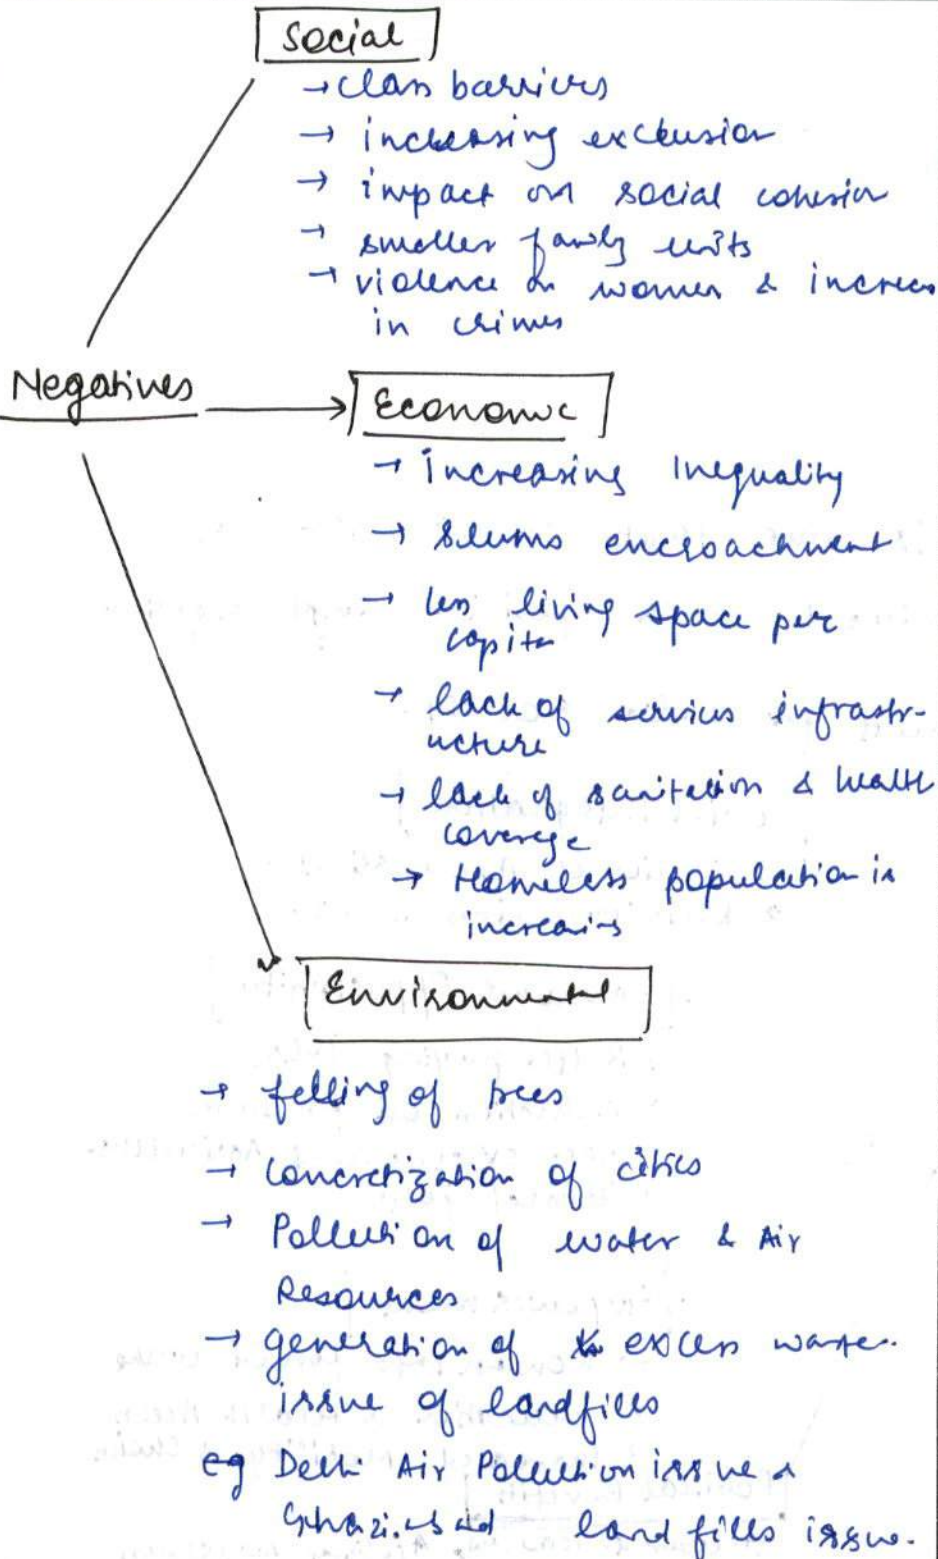 Social
→ class barriers
→ increasing exclusion
→ impact on social cohesion
→ smaller family units
→ violence on women & increas
in crimes
Negatives
Economic
→ Increasing Inequality
→ Slums encroachment
→ less living space per
capita
→ lack of services infrastr-
ucture
→ lack of sanitation & health
coverage
→ Homeless population is
increasing
Environmental
→ felling of trees
→ Concretization of cities
→ Pollution of water & Air
Resources
→ generation of excess waste.
issue of landfills
eg Delhi Air Pollution issue &
Ghaziabad land fills issue.